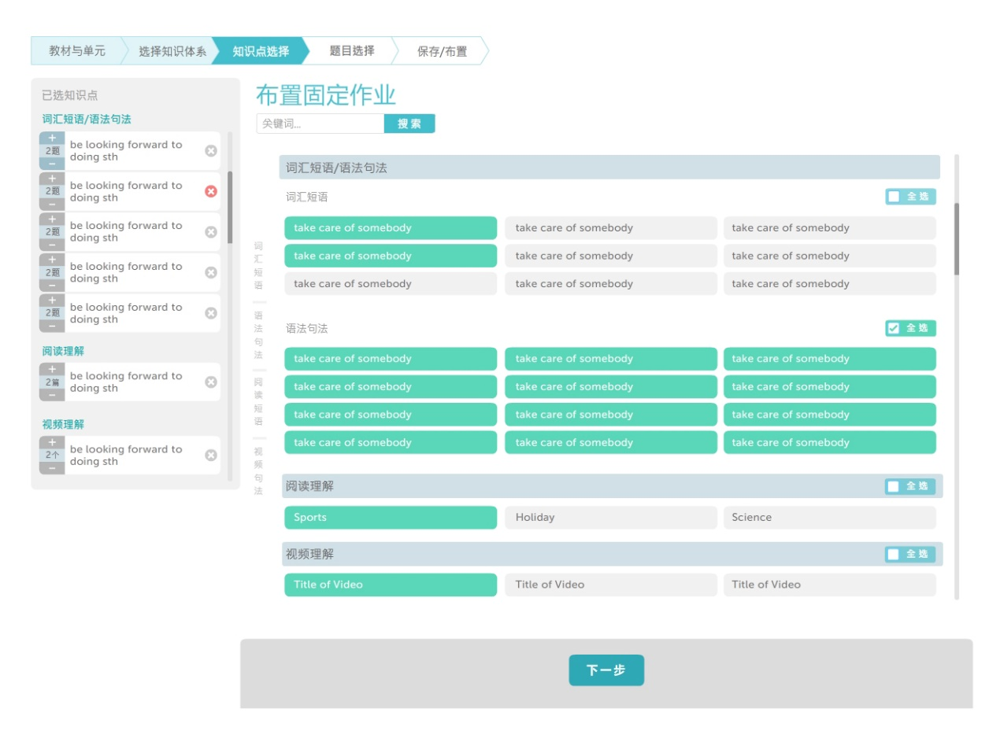 教材与单元
选择知识体系
知识点选择
题目选择
保存/布置
已选知识点
词汇短语/语法句法
+
2题
−
be looking forward to
doing sth
+
2题
−
be looking forward to
doing sth
+
2题
−
be looking forward to
doing sth
+
2题
−
be looking forward to
doing sth
+
2题
−
be looking forward to
doing sth
阅读理解
+
2篇
−
be looking forward to
doing sth
视频理解
+
2个
−
be looking forward to
doing sth
布置固定作业
关键词...
搜索
词汇短语
语法句法
阅读短语
视频句法
词汇短语/语法句法
词汇短语
全选
take care of somebody
take care of somebody
take care of somebody
take care of somebody
take care of somebody
take care of somebody
take care of somebody
take care of somebody
take care of somebody
语法句法
全选
take care of somebody
take care of somebody
take care of somebody
take care of somebody
take care of somebody
take care of somebody
take care of somebody
take care of somebody
take care of somebody
take care of somebody
take care of somebody
take care of somebody
阅读理解
全选
Sports
Holiday
Science
视频理解
全选
Title of Video
Title of Video
Title of Video
下一步